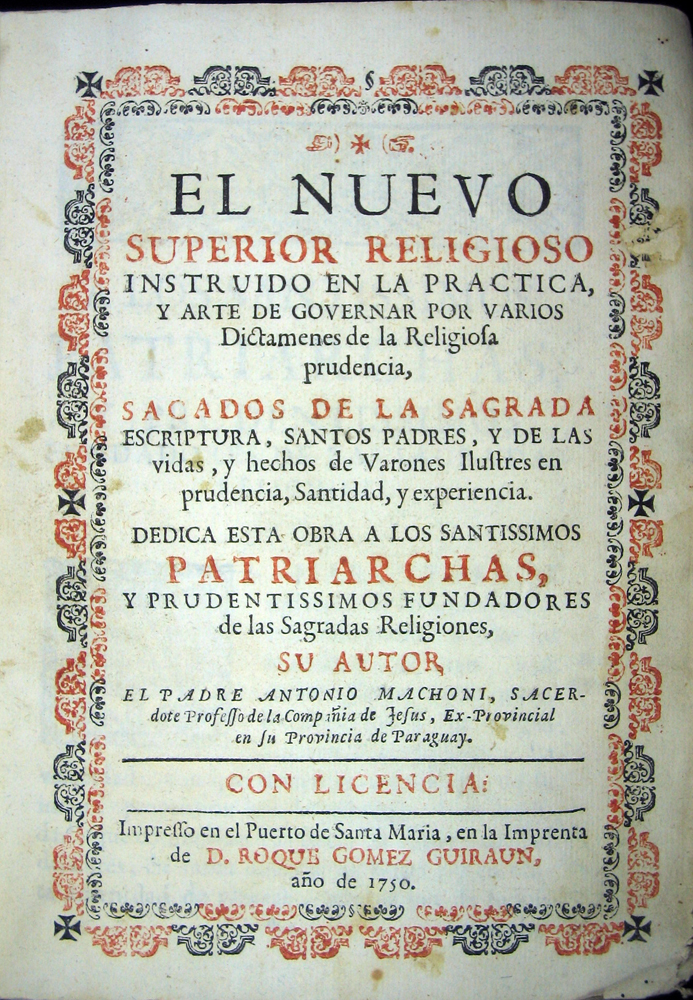 EL NUEVO
SUPERIOR RELIGIOSO
INSTRUIDO EN LA PRACTICA,
Y ARTE DE GOVERNAR POR VARIOS
Dictamenes de la Religioſa
prudencia,
SACADOS DE LA SAGRADA
ESCRIPTURA, SANTOS PADRES, Y DE LAS
vidas, y hechos de Varones Iluſtres en
prudencia, Santidad, y experiencia.
DEDICA ESTA OBRA A LOS SANTISSIMOS
PATRIARCHAS,
Y PRUDENTISSIMOS FUNDADORES
de las Sagradas Religiones,
SU AUTOR
EL PADRE ANTONIO MACHONI, SACER-
dote Profeſſo de la Compañia de Jeſus, Ex-Provincial
en ſu Provincia de Paraguay.
CON LICENCIA:
Impreſſo en el Puerto de Santa Maria, en la Imprenta
de D. ROQUE GOMEZ GUIRAUN,
año de 1750.